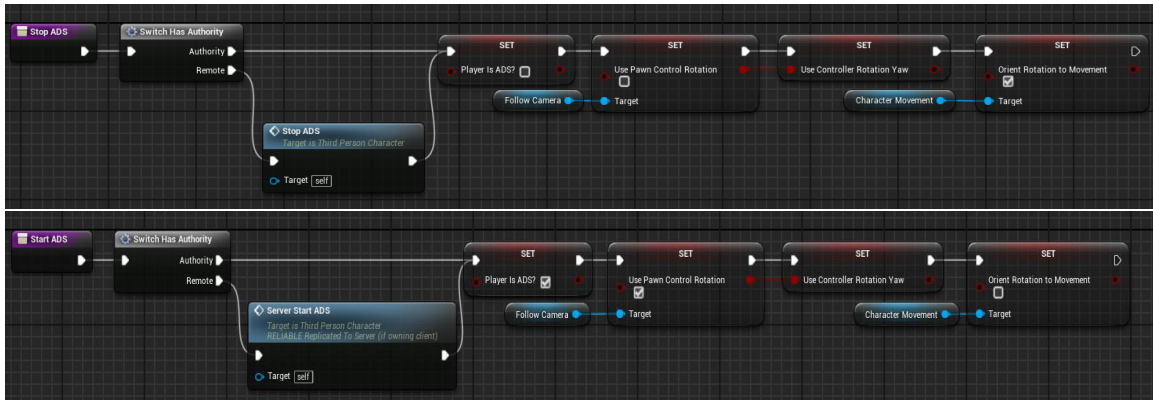 Stop ADS
Switch Has Authority
Authority
Remote
Stop ADS
Target is Third Person Character
Target self
SET
Player Is ADS?
Follow Camera
SET
Use Pawn Control Rotation
Target
SET
Use Controller Rotation Yaw
Character Movement
SET
Orient Rotation to Movement
Target
Start ADS
Switch Has Authority
Authority
Remote
Server Start ADS
Target is Third Person Character
RELIABLE Replicated To Server (if owning client)
Target self
SET
Player Is ADS?
Follow Camera
SET
Use Pawn Control Rotation
Target
SET
Use Controller Rotation Yaw
Character Movement
SET
Orient Rotation to Movement
Target